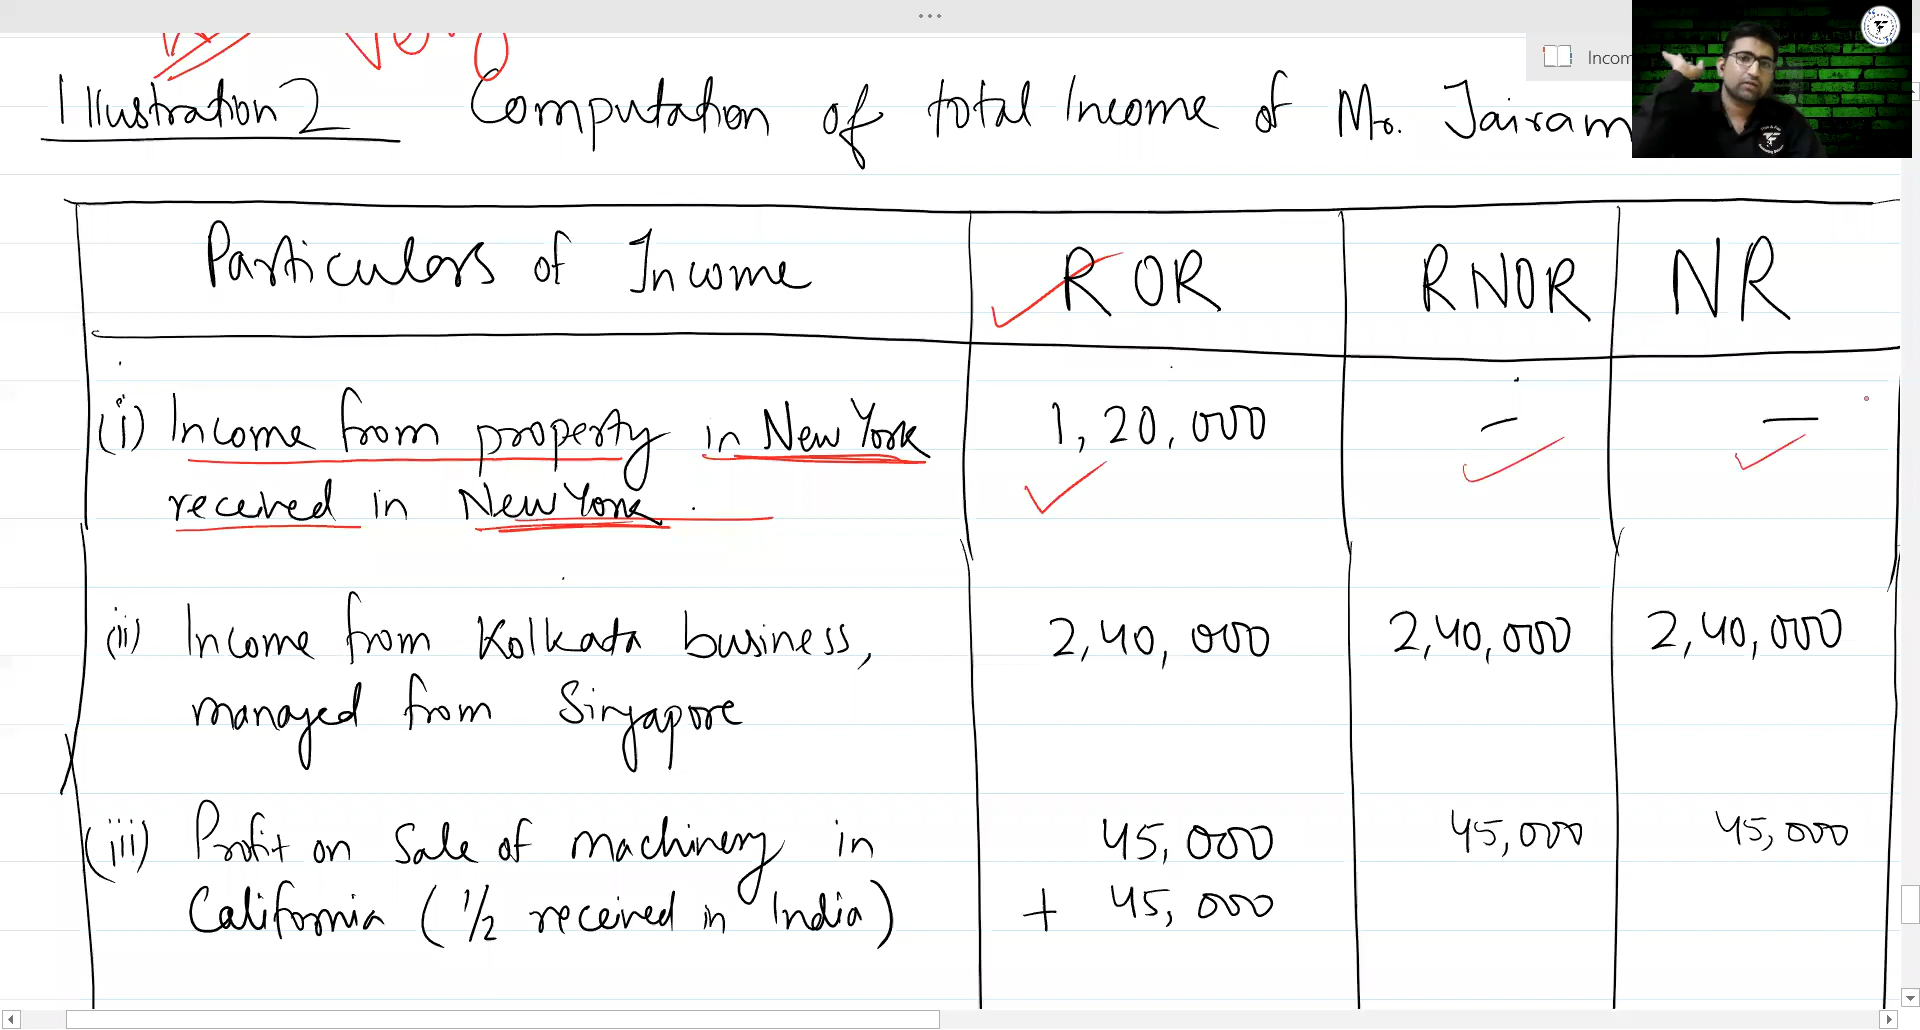 Very
Incom
Illustration 2 Computation of total Income of Mr. Jairam
Particulars of Income ROR RNOR NR
(i) Income from property in New York 1,20,000 – –
received in New York.
(ii) Income from Kolkata business, 2,40,000 2,40,000 2,40,000
managed from Singapore
(iii) Profit on Sale of machinery in 45,000 45,000 45,000
California (1/2 received in India) + 45,000